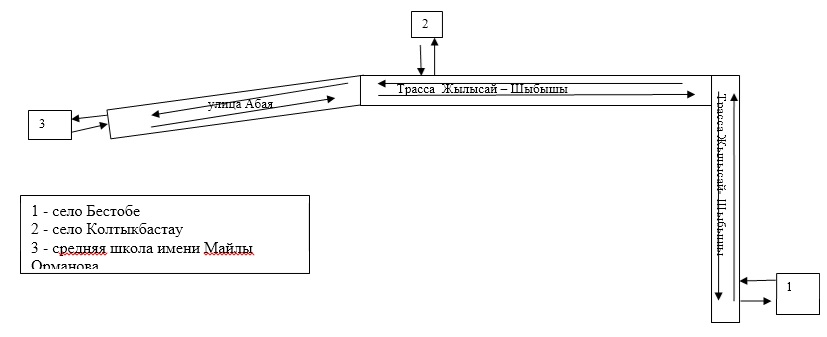 2
Трасса Жылысай – Шыбышы
улица Абая
3
Трасса Жылысай- Шыбышы
1 - село Бестобе
2 - село Колтыкбастау
3 - средняя школа имени Майлы
Орманова
1